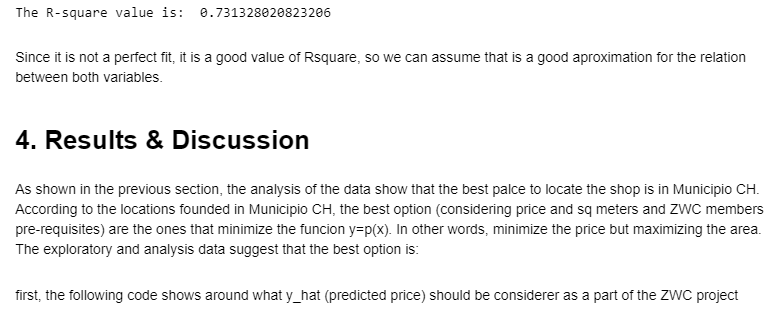 The R-square value is:  0.731328020823206
Since it is not a perfect fit, it is a good value of Rsquare, so we can assume that is a good aproximation for the relation
between both variables.
4. Results & Discussion
As shown in the previous section, the analysis of the data show that the best palce to locate the shop is in Municipio CH.
According to the locations founded in Municipio CH, the best option (considering price and sq meters and ZWC members
pre-requisites) are the ones that minimize the funcion y=p(x). In other words, minimize the price but maximizing the area.
The exploratory and analysis data suggest that the best option is:
first, the following code shows around what y_hat (predicted price) should be considerer as a part of the ZWC project